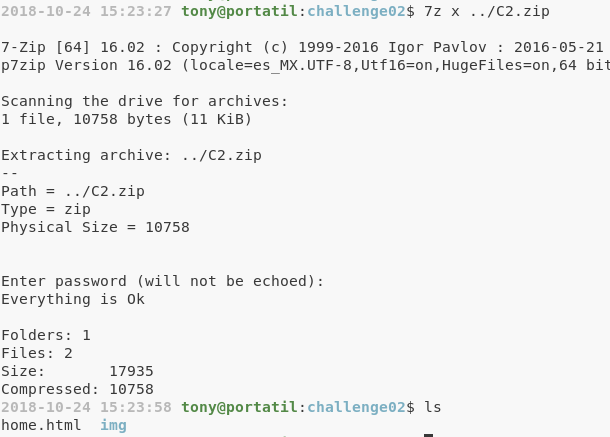 2018-10-24 15:23:27 tony@portatil:challenge02$ 7z x ../C2.zip
7-Zip [64] 16.02 : Copyright (c) 1999-2016 Igor Pavlov : 2016-05-21
p7zip Version 16.02 (locale=es_MX.UTF-8,Utf16=on,HugeFiles=on,64 bit
Scanning the drive for archives:
1 file, 10758 bytes (11 KiB)
Extracting archive: ../C2.zip
--
Path = ../C2.zip
Type = zip
Physical Size = 10758
Enter password (will not be echoed):
Everything is Ok
Folders: 1
Files: 2
Size:       17935
Compressed: 10758
2018-10-24 15:23:58 tony@portatil:challenge02$ ls
home.html  img